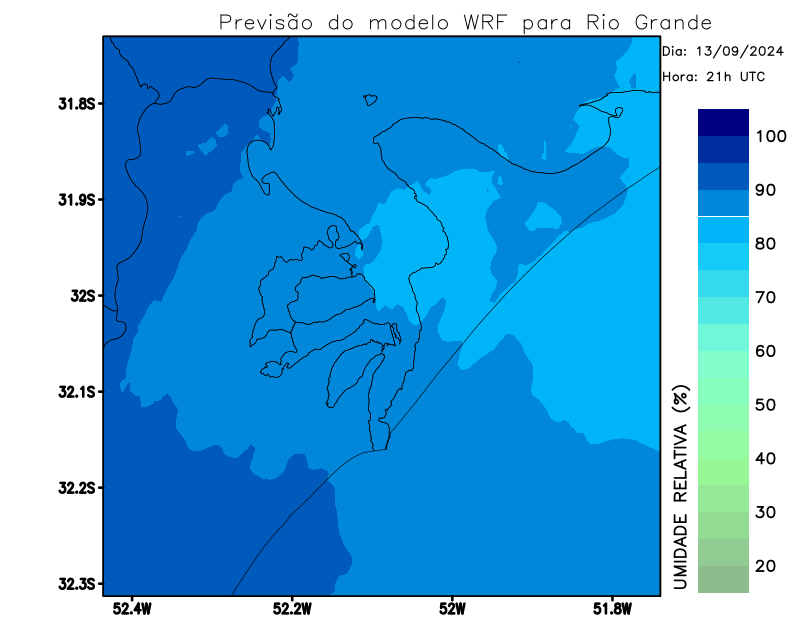 Previsão do modelo WRF para Rio Grande
Dia: 13/09/2024
Hora: 21h UTC
31.8S
31.9S
32S
32.1S
32.2S
32.3S
52.4W
52.2W
52W
51.8W
UMIDADE RELATIVA (%)
100
90
80
70
60
50
40
30
20